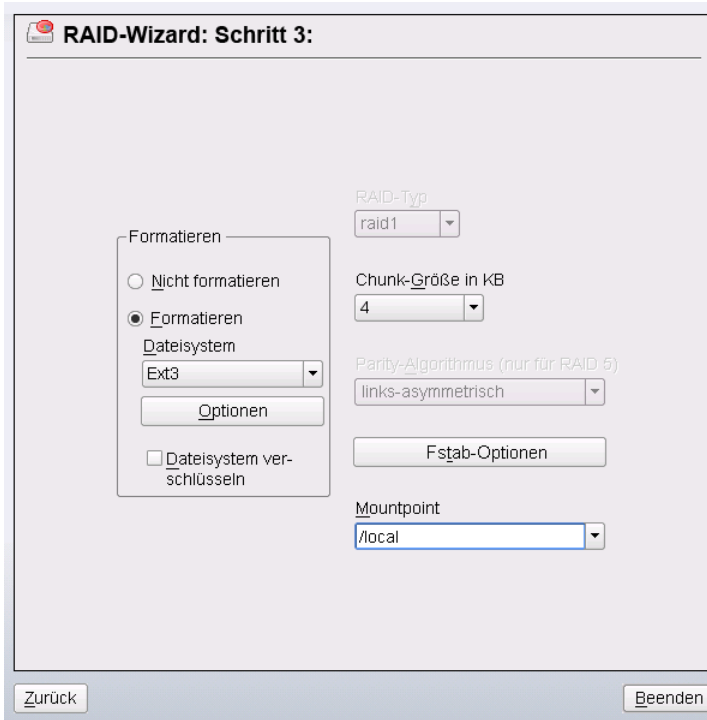 RAID-Wizard: Schritt 3:
RAID-Typ
raid1
Formatieren
Nicht formatieren
Formatieren
Dateisystem
Ext3
Optionen
Dateisystem ver-
schlüsseln
Chunk-Größe in KB
4
Parity-Algorithmus (nur für RAID 5)
links-asymmetrisch
Fstab-Optionen
Mountpoint
/local
Zurück
Beenden